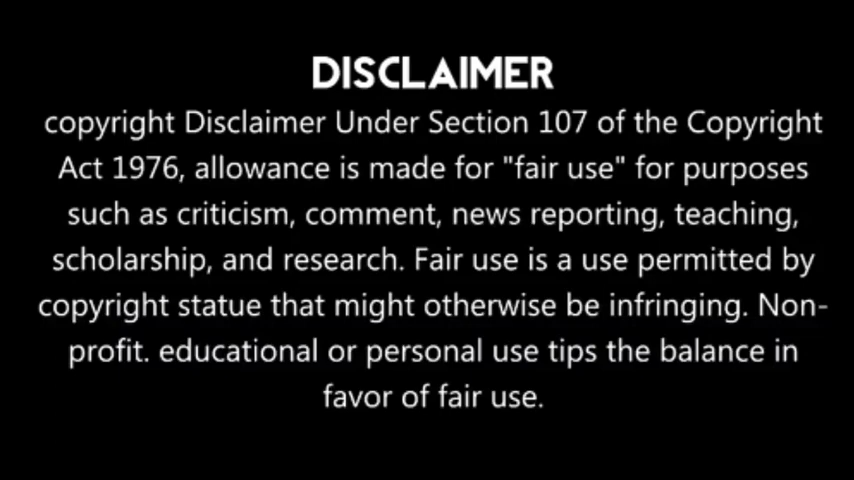 DISCLAIMER
copyright Disclaimer Under Section 107 of the Copyright
Act 1976, allowance is made for "fair use" for purposes
such as criticism, comment, news reporting, teaching,
scholarship, and research. Fair use is a use permitted by
copyright statue that might otherwise be infringing. Non-
profit. educational or personal use tips the balance in
favor of fair use.